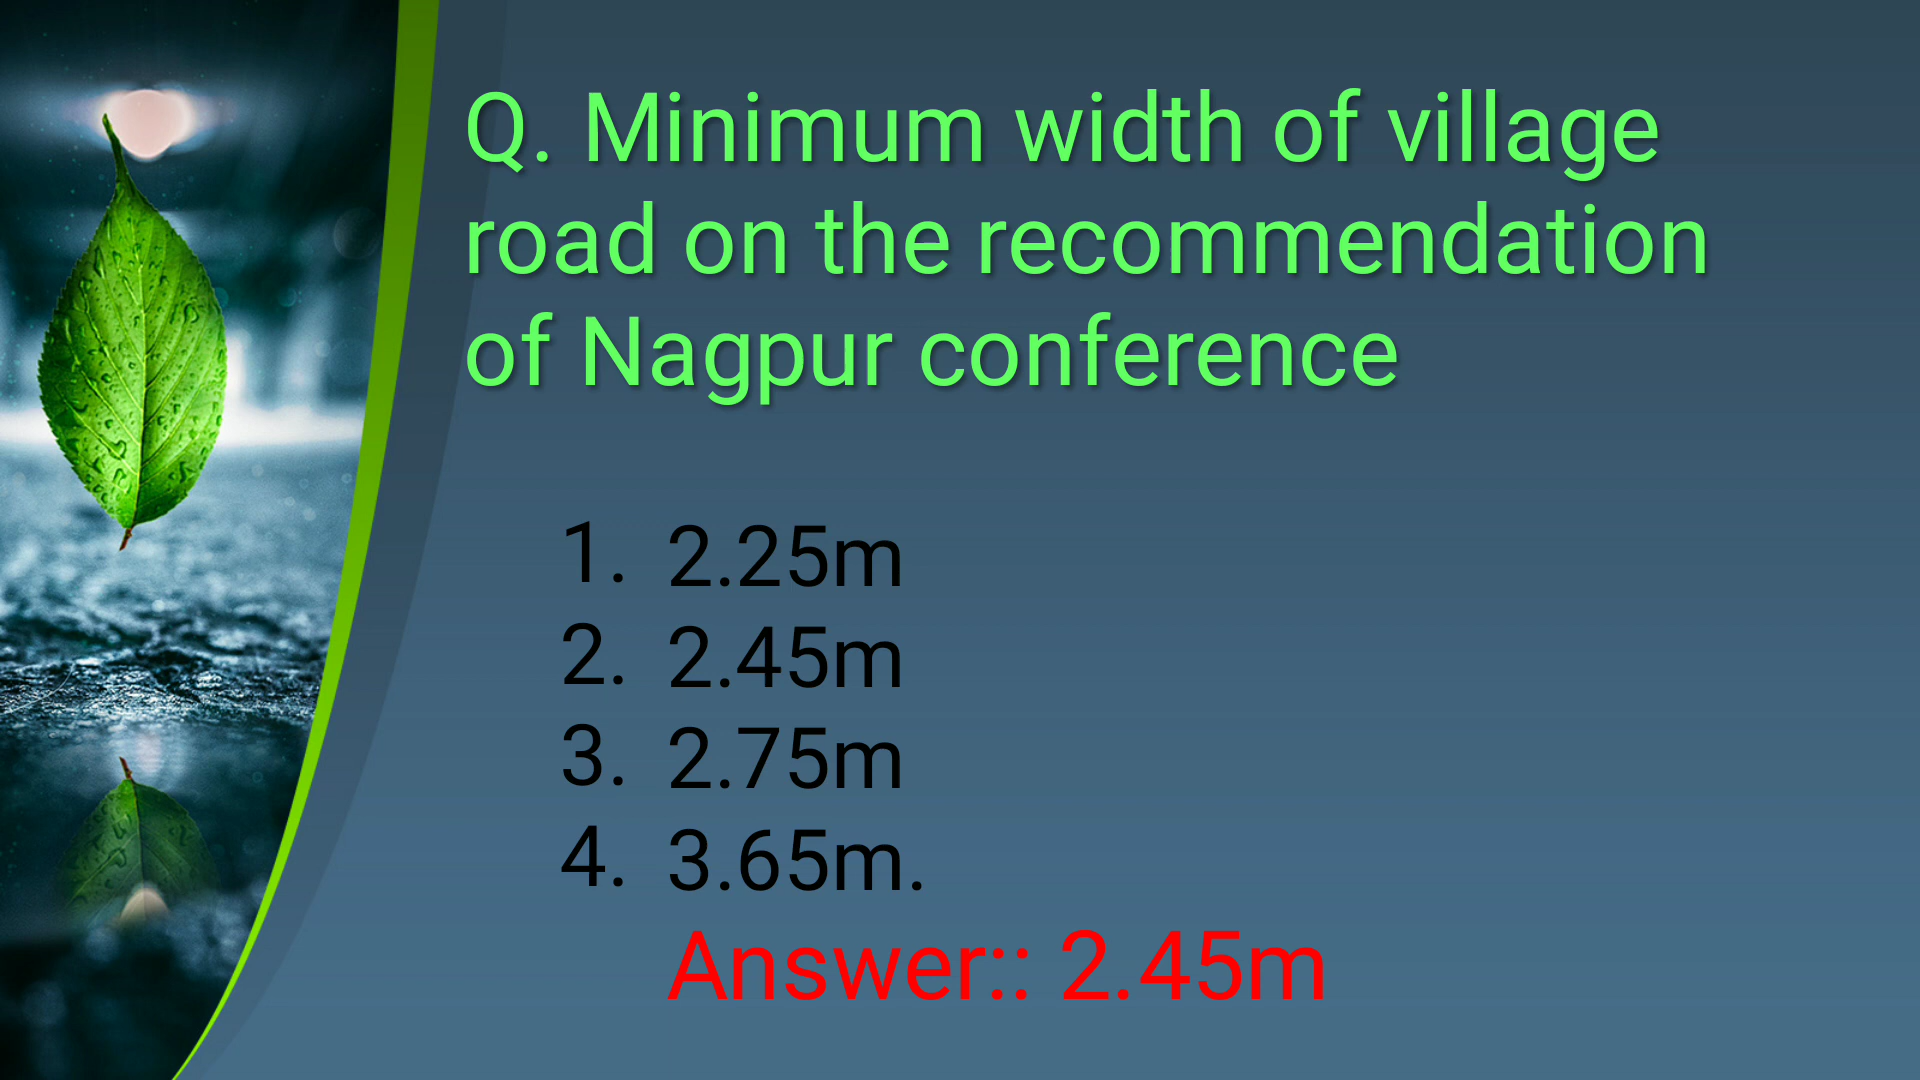 Q. Minimum width of village
road on the recommendation
of Nagpur conference
1. 2.25m
2. 2.45m
3. 2.75m
4. 3.65m.
Answer:: 2.45m